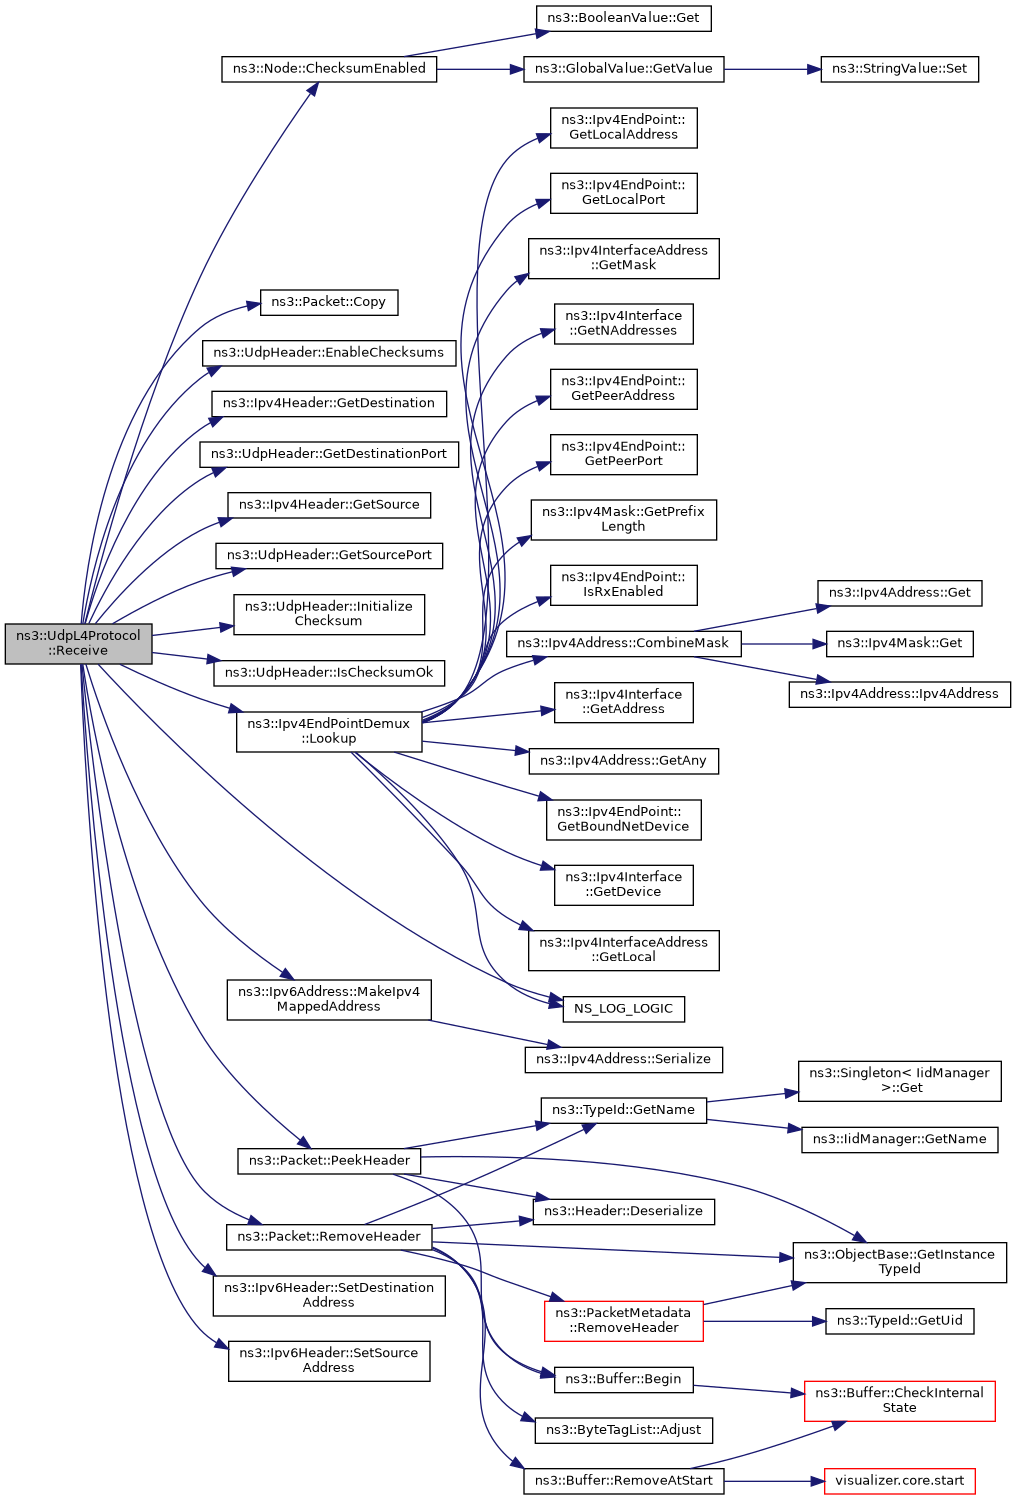 ns3::BooleanValue::Get
ns3::Node::ChecksumEnabled
ns3::GlobalValue::GetValue
ns3::StringValue::Set
ns3::Ipv4EndPoint::
GetLocalAddress
ns3::Ipv4EndPoint::
GetLocalPort
ns3::Ipv4InterfaceAddress
::GetMask
ns3::Packet::Copy
ns3::Ipv4Interface
::GetNAddresses
ns3::UdpHeader::EnableChecksums
ns3::Ipv4EndPoint::
GetPeerAddress
ns3::Ipv4Header::GetDestination
ns3::UdpHeader::GetDestinationPort
ns3::Ipv4EndPoint::
GetPeerPort
ns3::Ipv4Header::GetSource
ns3::Ipv4Mask::GetPrefix
Length
ns3::UdpHeader::GetSourcePort
ns3::Ipv4EndPoint::
IsRxEnabled
ns3::Ipv4Address::Get
ns3::UdpHeader::Initialize
Checksum
ns3::UdpL4Protocol
::Receive
ns3::Ipv4Address::CombineMask
ns3::Ipv4Mask::Get
ns3::UdpHeader::IsChecksumOk
ns3::Ipv4Interface
::GetAddress
ns3::Ipv4Address::Ipv4Address
ns3::Ipv4EndPointDemux
::Lookup
ns3::Ipv4Address::GetAny
ns3::Ipv4EndPoint::
GetBoundNetDevice
ns3::Ipv4Interface
::GetDevice
ns3::Ipv4InterfaceAddress
::GetLocal
ns3::Ipv6Address::MakeIpv4
MappedAddress
NS_LOG_LOGIC
ns3::Ipv4Address::Serialize
ns3::Singleton< IidManager
>::Get
ns3::TypeId::GetName
ns3::IidManager::GetName
ns3::Packet::PeekHeader
ns3::Header::Deserialize
ns3::Packet::RemoveHeader
ns3::ObjectBase::GetInstance
TypeId
ns3::Ipv6Header::SetDestination
Address
ns3::PacketMetadata
::RemoveHeader
ns3::TypeId::GetUid
ns3::Ipv6Header::SetSource
Address
ns3::Buffer::Begin
ns3::Buffer::CheckInternal
State
ns3::ByteTagList::Adjust
ns3::Buffer::RemoveAtStart
visualizer.core.start